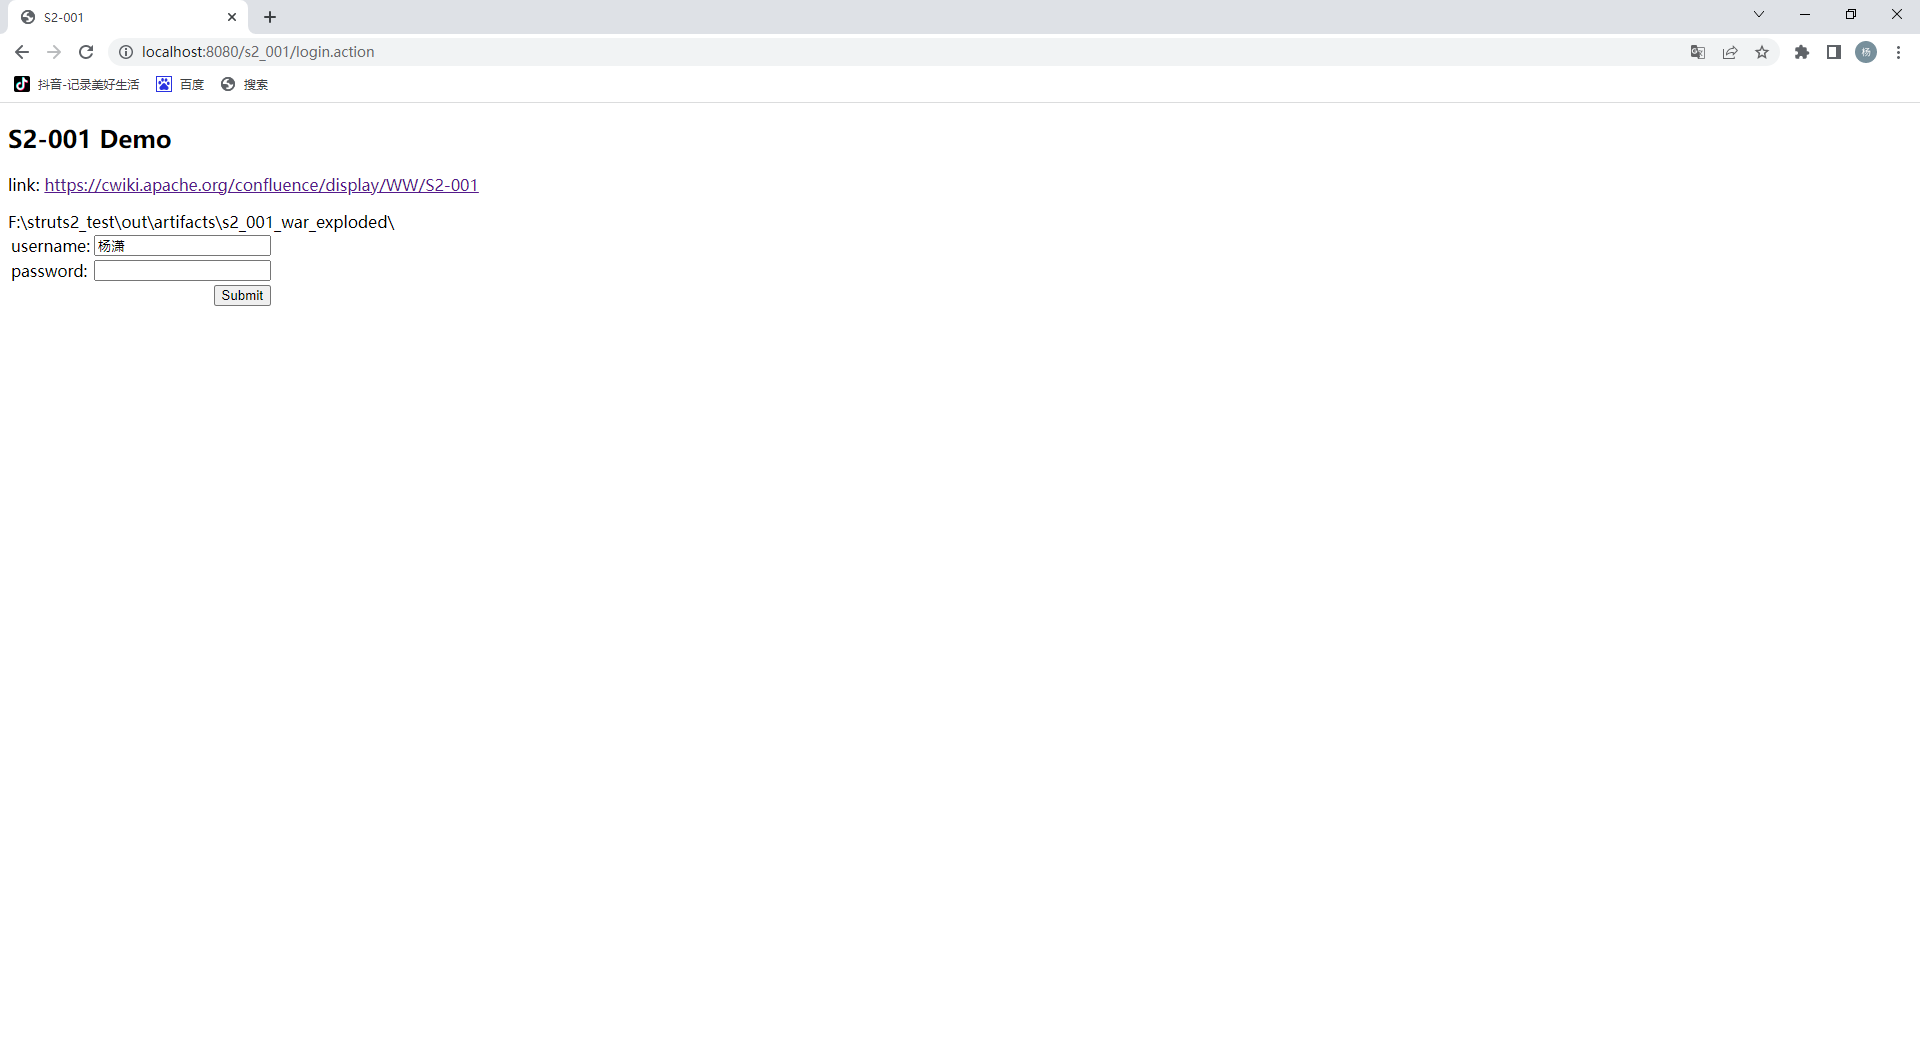 S2-001
localhost:8080/s2_001/login.action
杨
抖音-记录美好生活 百度 搜索
S2-001 Demo
link: https://cwiki.apache.org/confluence/display/WW/S2-001
F:\struts2_test\out\artifacts\s2_001_war_exploded\
username: 杨潇
password:
Submit